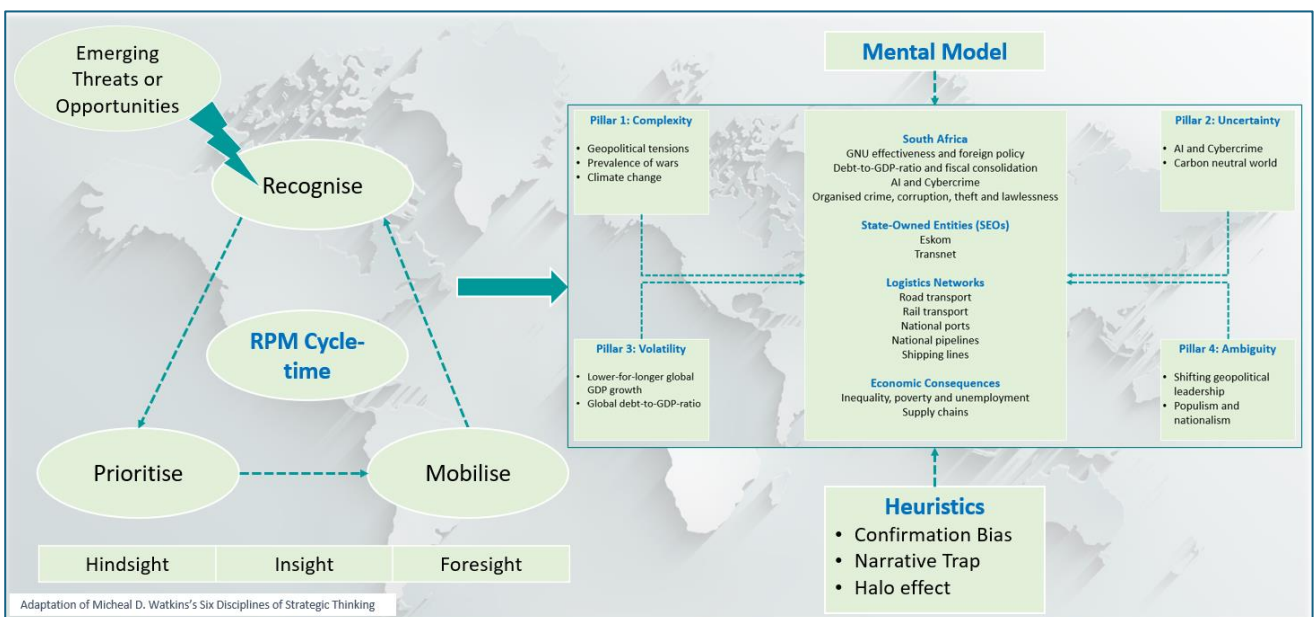 Emerging
Threats or
Opportunities
Recognise
RPM Cycle-
time
Prioritise
Mobilise
Hindsight
Insight
Foresight
Adaptation of Micheal D. Watkins's Six Disciplines of Strategic Thinking
Mental Model
Pillar 1: Complexity
• Geopolitical tensions
• Prevalence of wars
• Climate change
South Africa
GNU effectiveness and foreign policy
Debt-to-GDP-ratio and fiscal consolidation
AI and Cybercrime
Organised crime, corruption, theft and lawlessness
State-Owned Entities (SEOs)
Eskom
Transnet
Logistics Networks
Road transport
Rail transport
National ports
National pipelines
Shipping lines
Economic Consequences
Inequality, poverty and unemployment
Supply chains
Pillar 2: Uncertainty
• AI and Cybercrime
• Carbon neutral world
Pillar 3: Volatility
• Lower-for-longer global
GDP growth
• Global debt-to-GDP-ratio
Pillar 4: Ambiguity
• Shifting geopolitical
leadership
• Populism and
nationalism
Heuristics
• Confirmation Bias
• Narrative Trap
• Halo effect